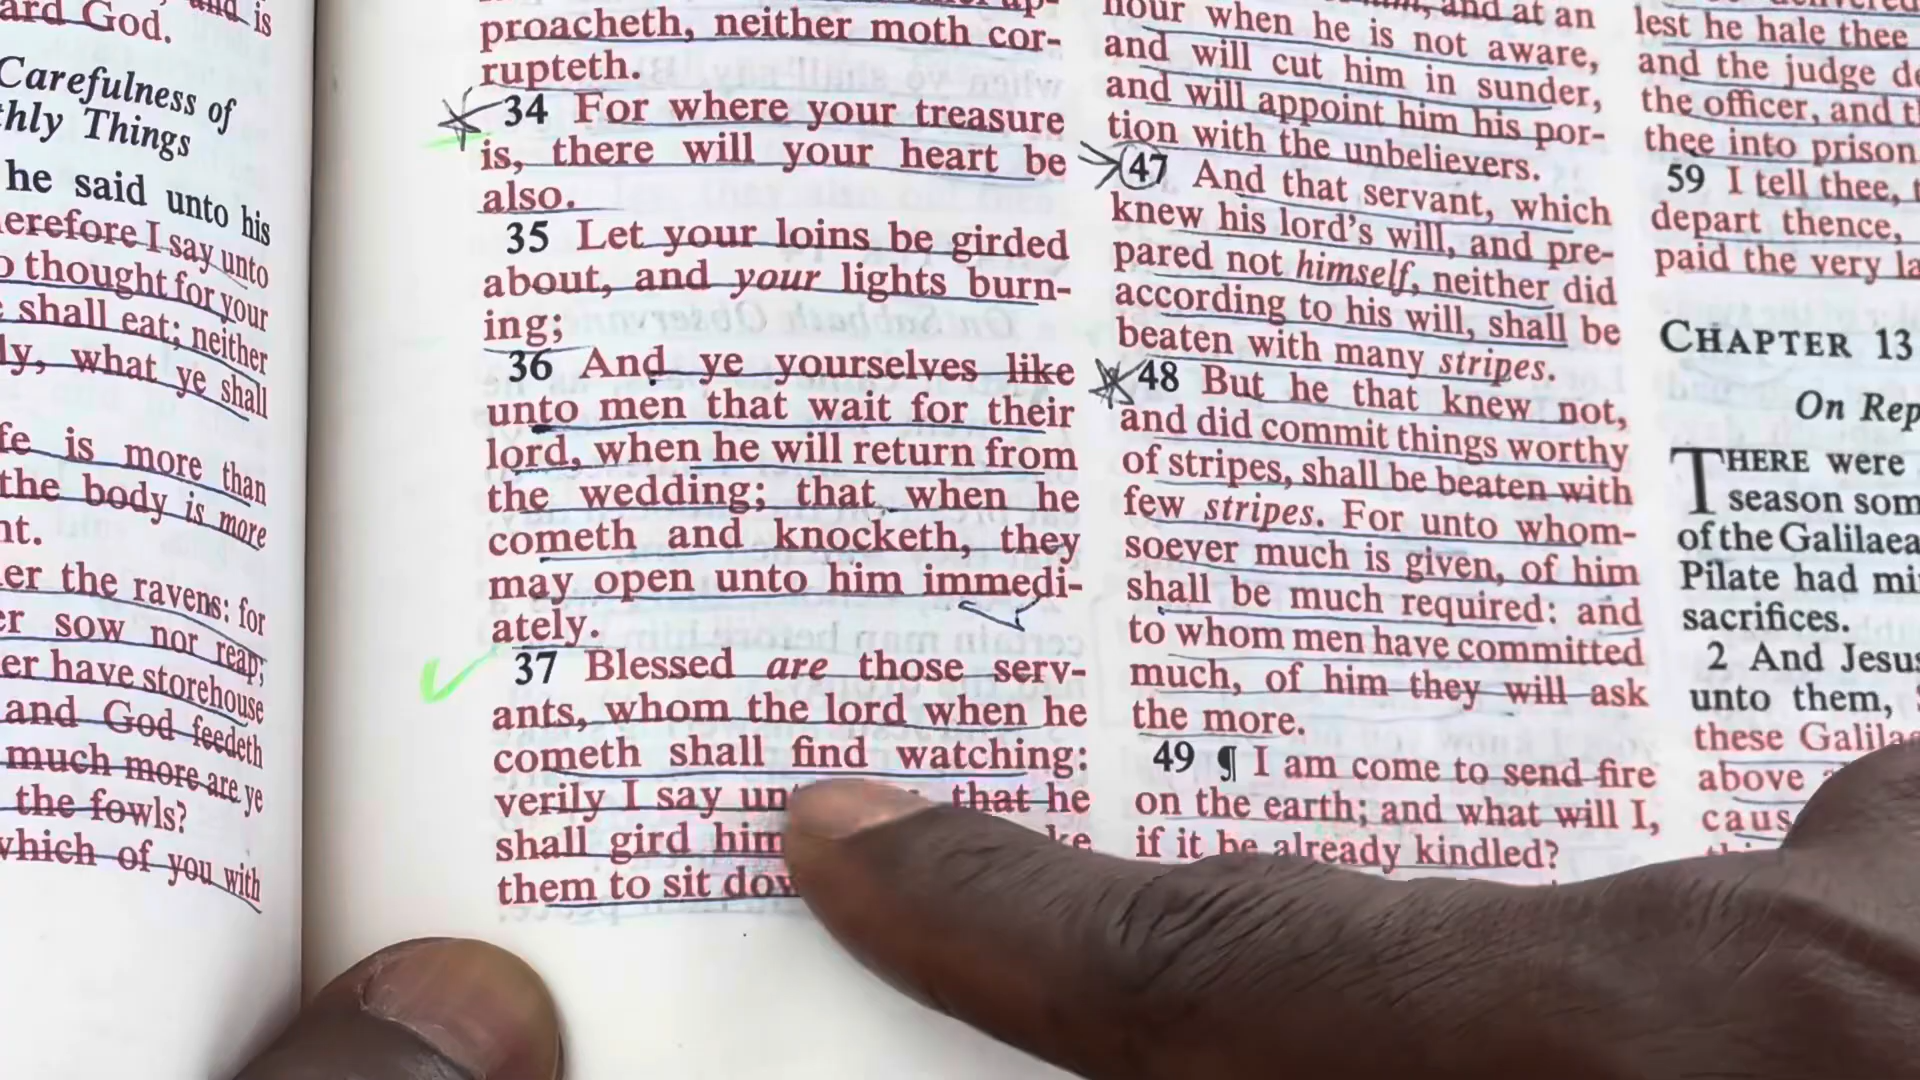 and is
ard God.
Carefulness of
thly Things
he said unto his
erefore I say unto
o thought for your
shall eat; neither
ly, what ye shall
fe is more than
the body is more
nt.
er the ravens: for
er sow nor reap;
er have storehouse
and God feedeth
much more are ye
the fowls?
which of you with
proacheth, neither moth cor-
rupteth.
34 For where your treasure
is, there will your heart be
also.
35 Let your loins be girded
about, and your lights burn-
ing;
36 And ye yourselves like
unto men that wait for their
lord, when he will return from
the wedding; that when he
cometh and knocketh, they
may open unto him immedi-
ately.
37 Blessed are those serv-
ants, whom the lord when he
cometh shall find watching:
verily I say that he
shall gird him
them to sit
hour when he is not aware,
and will cut him in sunder,
and will appoint him his por-
tion with the unbelievers.
47 And that servant, which
knew his lord's will, and pre-
pared not himself, neither did
according to his will, shall be
beaten with many stripes.
48 But he that knew not,
and did commit things worthy
of stripes, shall be beaten with
few stripes. For unto whom-
soever much is given, of him
shall be much required: and
to whom men have committed
much, of him they will ask
the more.
49 ¶ I am come to send fire
on the earth; and what will I,
if it be already kindled?
lest he hale thee
and the judge de
the officer, and th
thee into prison
59 I tell thee, t
depart thence,
paid the very la
CHAPTER 13
On Rep
THERE were
season som
of the Galilaea
Pilate had mi
sacrifices.
2 And Jesus
unto them,
these Galilae
above
caus